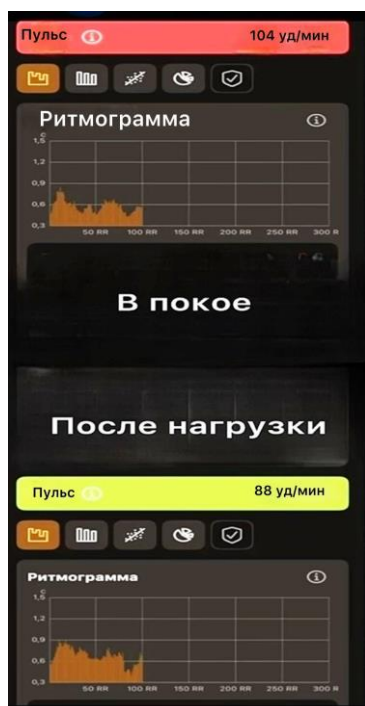 Пульс 104 уд/мин
Ритмограмма
с
1,5
1,2
0,9
0,6
0,3
50 RR 100 RR 150 RR 200 RR 250 RR 300 R
В покое
После нагрузки
Пульс 88 уд/мин
Ритмограмма
с
1,5
1,2
0,9
0,6
0,3
50 RR 100 RR 150 RR 200 RR 250 RR 300 R